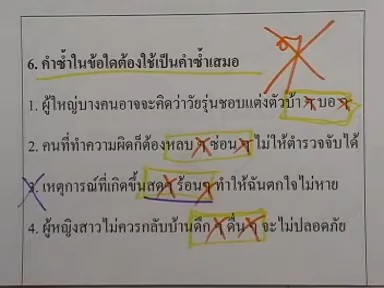 ๆ
6. คำซ้ำในข้อใดต้องใช้เป็นคำซ้ำเสมอ
1. ผู้ใหญ่บางคนอาจจะคิดว่าวัยรุ่นชอบแต่งตัวบ้า ๆ บอ ๆ
2. คนที่ทำความผิดก็ต้องหลบ ๆ ซ่อน ๆ ไม่ให้ตำรวจจับได้
3. เหตุการณ์ที่เกิดขึ้นสด ๆ ร้อนๆ ทำให้ฉันตกใจไม่หาย
4. ผู้หญิงสาวไม่ควรกลับบ้านดึก ๆ ดื่น ๆ จะไม่ปลอดภัย